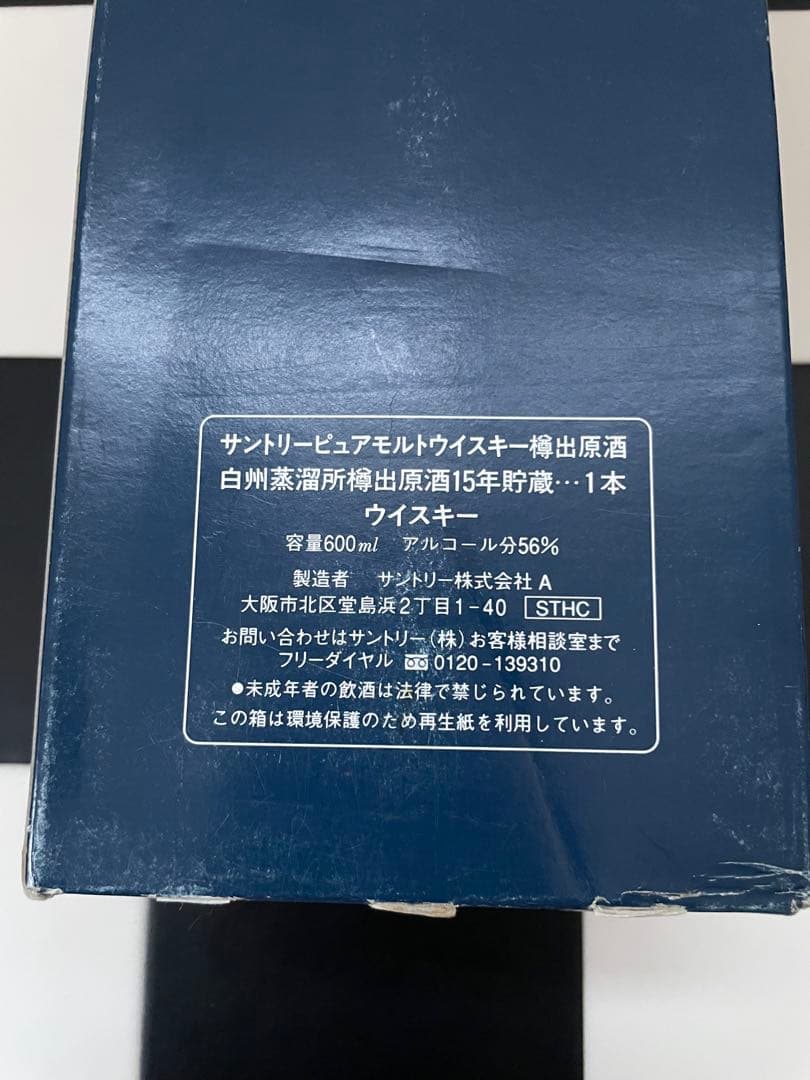 サントリーピュアモルトウイスキー樽出原酒
白州蒸溜所樽出原酒15年貯蔵…1本
ウイスキー
容量600ml アルコール分56%
製造者 サントリー株式会社 A
大阪市北区堂島浜2丁目1-40 STHC
お問い合わせはサントリー(株)お客様相談室まで
フリーダイヤル 0120-139310
●未成年者の飲酒は法律で禁じられています。
この箱は環境保護のため再生紙を利用しています。